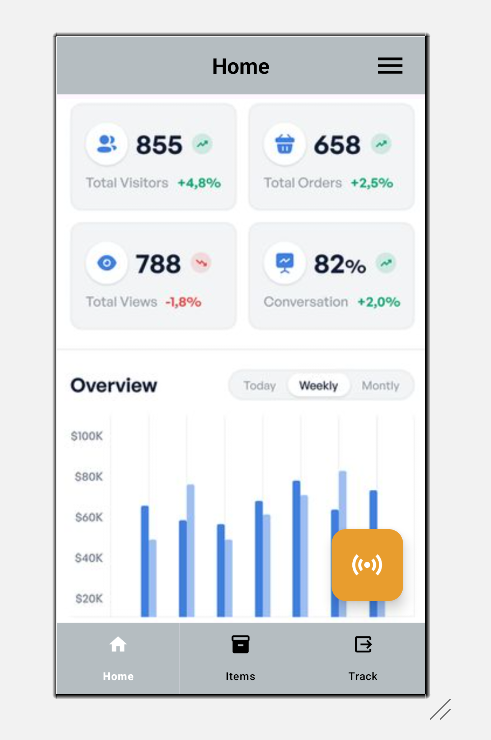 Home
855
Total Visitors +4,8%
658
Total Orders +2,5%
788
Total Views -1,8%
82%
Conversation +2,0%
Overview
Today Weekly Montly
$100K
$80K
$60K
$40K
$20K
Home Items Track